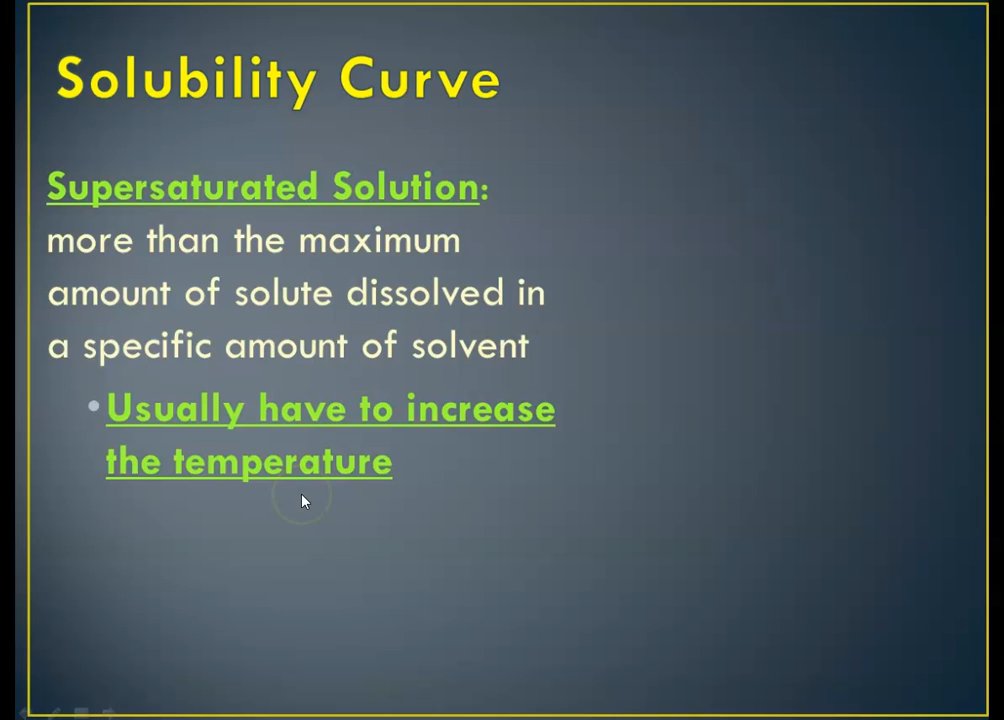 Solubility Curve
Supersaturated Solution:
more than the maximum
amount of solute dissolved in
a specific amount of solvent
• Usually have to increase
the temperature